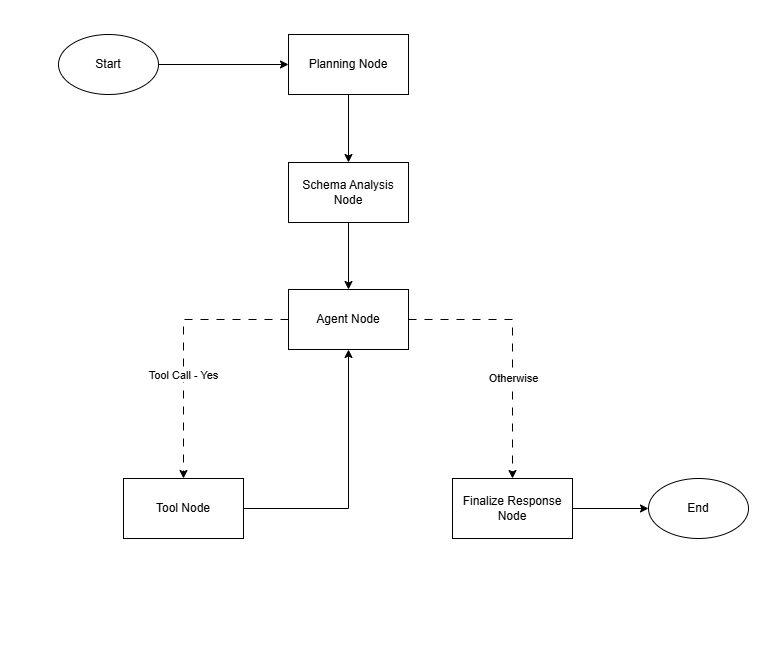 Start
Planning Node
Schema Analysis
Node
Agent Node
Tool Call - Yes
Otherwise
Tool Node
Finalize Response
Node
End